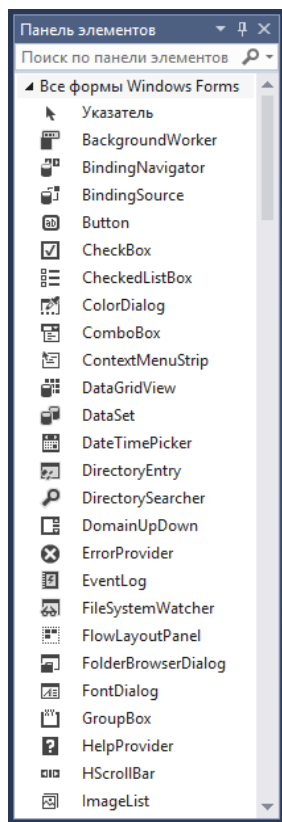 Панель элементов
Поиск по панели элементов
Все формы Windows Forms
Указатель
BackgroundWorker
BindingNavigator
BindingSource
Button
CheckBox
CheckedListBox
ColorDialog
ComboBox
ContextMenuStrip
DataGridView
DataSet
DateTimePicker
DirectoryEntry
DirectorySearcher
DomainUpDown
ErrorProvider
EventLog
FileSystemWatcher
FlowLayoutPanel
FolderBrowserDialog
FontDialog
GroupBox
HelpProvider
HScrollBar
ImageList